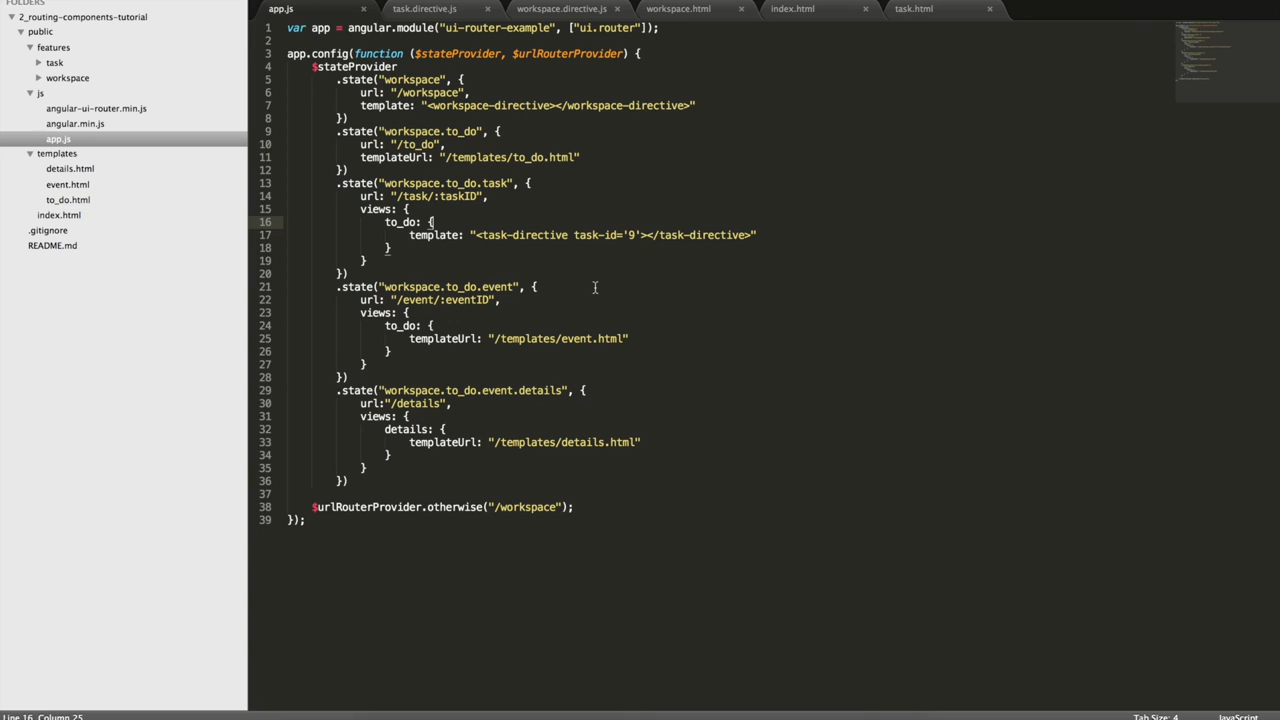 FOLDERS
2_routing-components-tutorial
public
features
task
workspace
js
angular-ui-router.min.js
angular.min.js
app.js
templates
details.html
event.html
to_do.html
index.html
.gitignore
README.md
app.js × task.directive.js × workspace.directive.js × workspace.html × index.html × task.html ×
1 var app = angular.module("ui-router-example", ["ui.router"]);
2
3 app.config(function ($stateProvider, $urlRouterProvider) {
4 $stateProvider
5 .state("workspace", {
6 url: "/workspace",
7 template: "<workspace-directive></workspace-directive>"
8 })
9 .state("workspace.to_do", {
10 url: "/to_do",
11 templateUrl: "/templates/to_do.html"
12 })
13 .state("workspace.to_do.task", {
14 url: "/task/:taskID",
15 views: {
16 to_do: {
17 template: "<task-directive task-id='9'></task-directive>"
18 }
19 }
20 })
21 .state("workspace.to_do.event", {
22 url: "/event/:eventID",
23 views: {
24 to_do: {
25 templateUrl: "/templates/event.html"
26 }
27 }
28 })
29 .state("workspace.to_do.event.details", {
30 url:"/details",
31 views: {
32 details: {
33 templateUrl: "/templates/details.html"
34 }
35 }
36 })
37
38 $urlRouterProvider.otherwise("/workspace");
39 });
Line 16, Column 25
Tab Size: 4 JavaScript